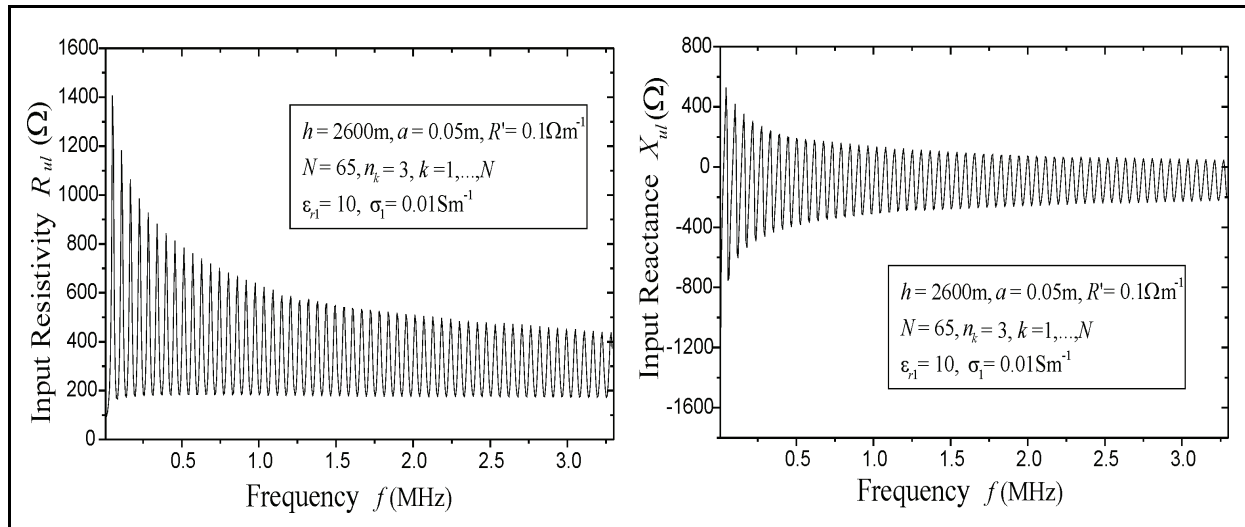 1600
1400
1200
1000
800
600
400
200
0
Input Resistivity R_ul (Ω)
h = 2600m, a = 0.05m, R'= 0.1Ωm⁻¹
N = 65, n_k = 3, k = 1,...,N
ε_r1 = 10, σ_1 = 0.01Sm⁻¹
0.5 1.0 1.5 2.0 2.5 3.0
Frequency f (MHz)
800
400
0
-400
-800
-1200
-1600
Input Reactance X_ul (Ω)
h = 2600m, a = 0.05m, R'= 0.1Ωm⁻¹
N = 65, n_k = 3, k = 1,...,N
ε_r1 = 10, σ_1 = 0.01Sm⁻¹
0.5 1.0 1.5 2.0 2.5 3.0
Frequency f (MHz)